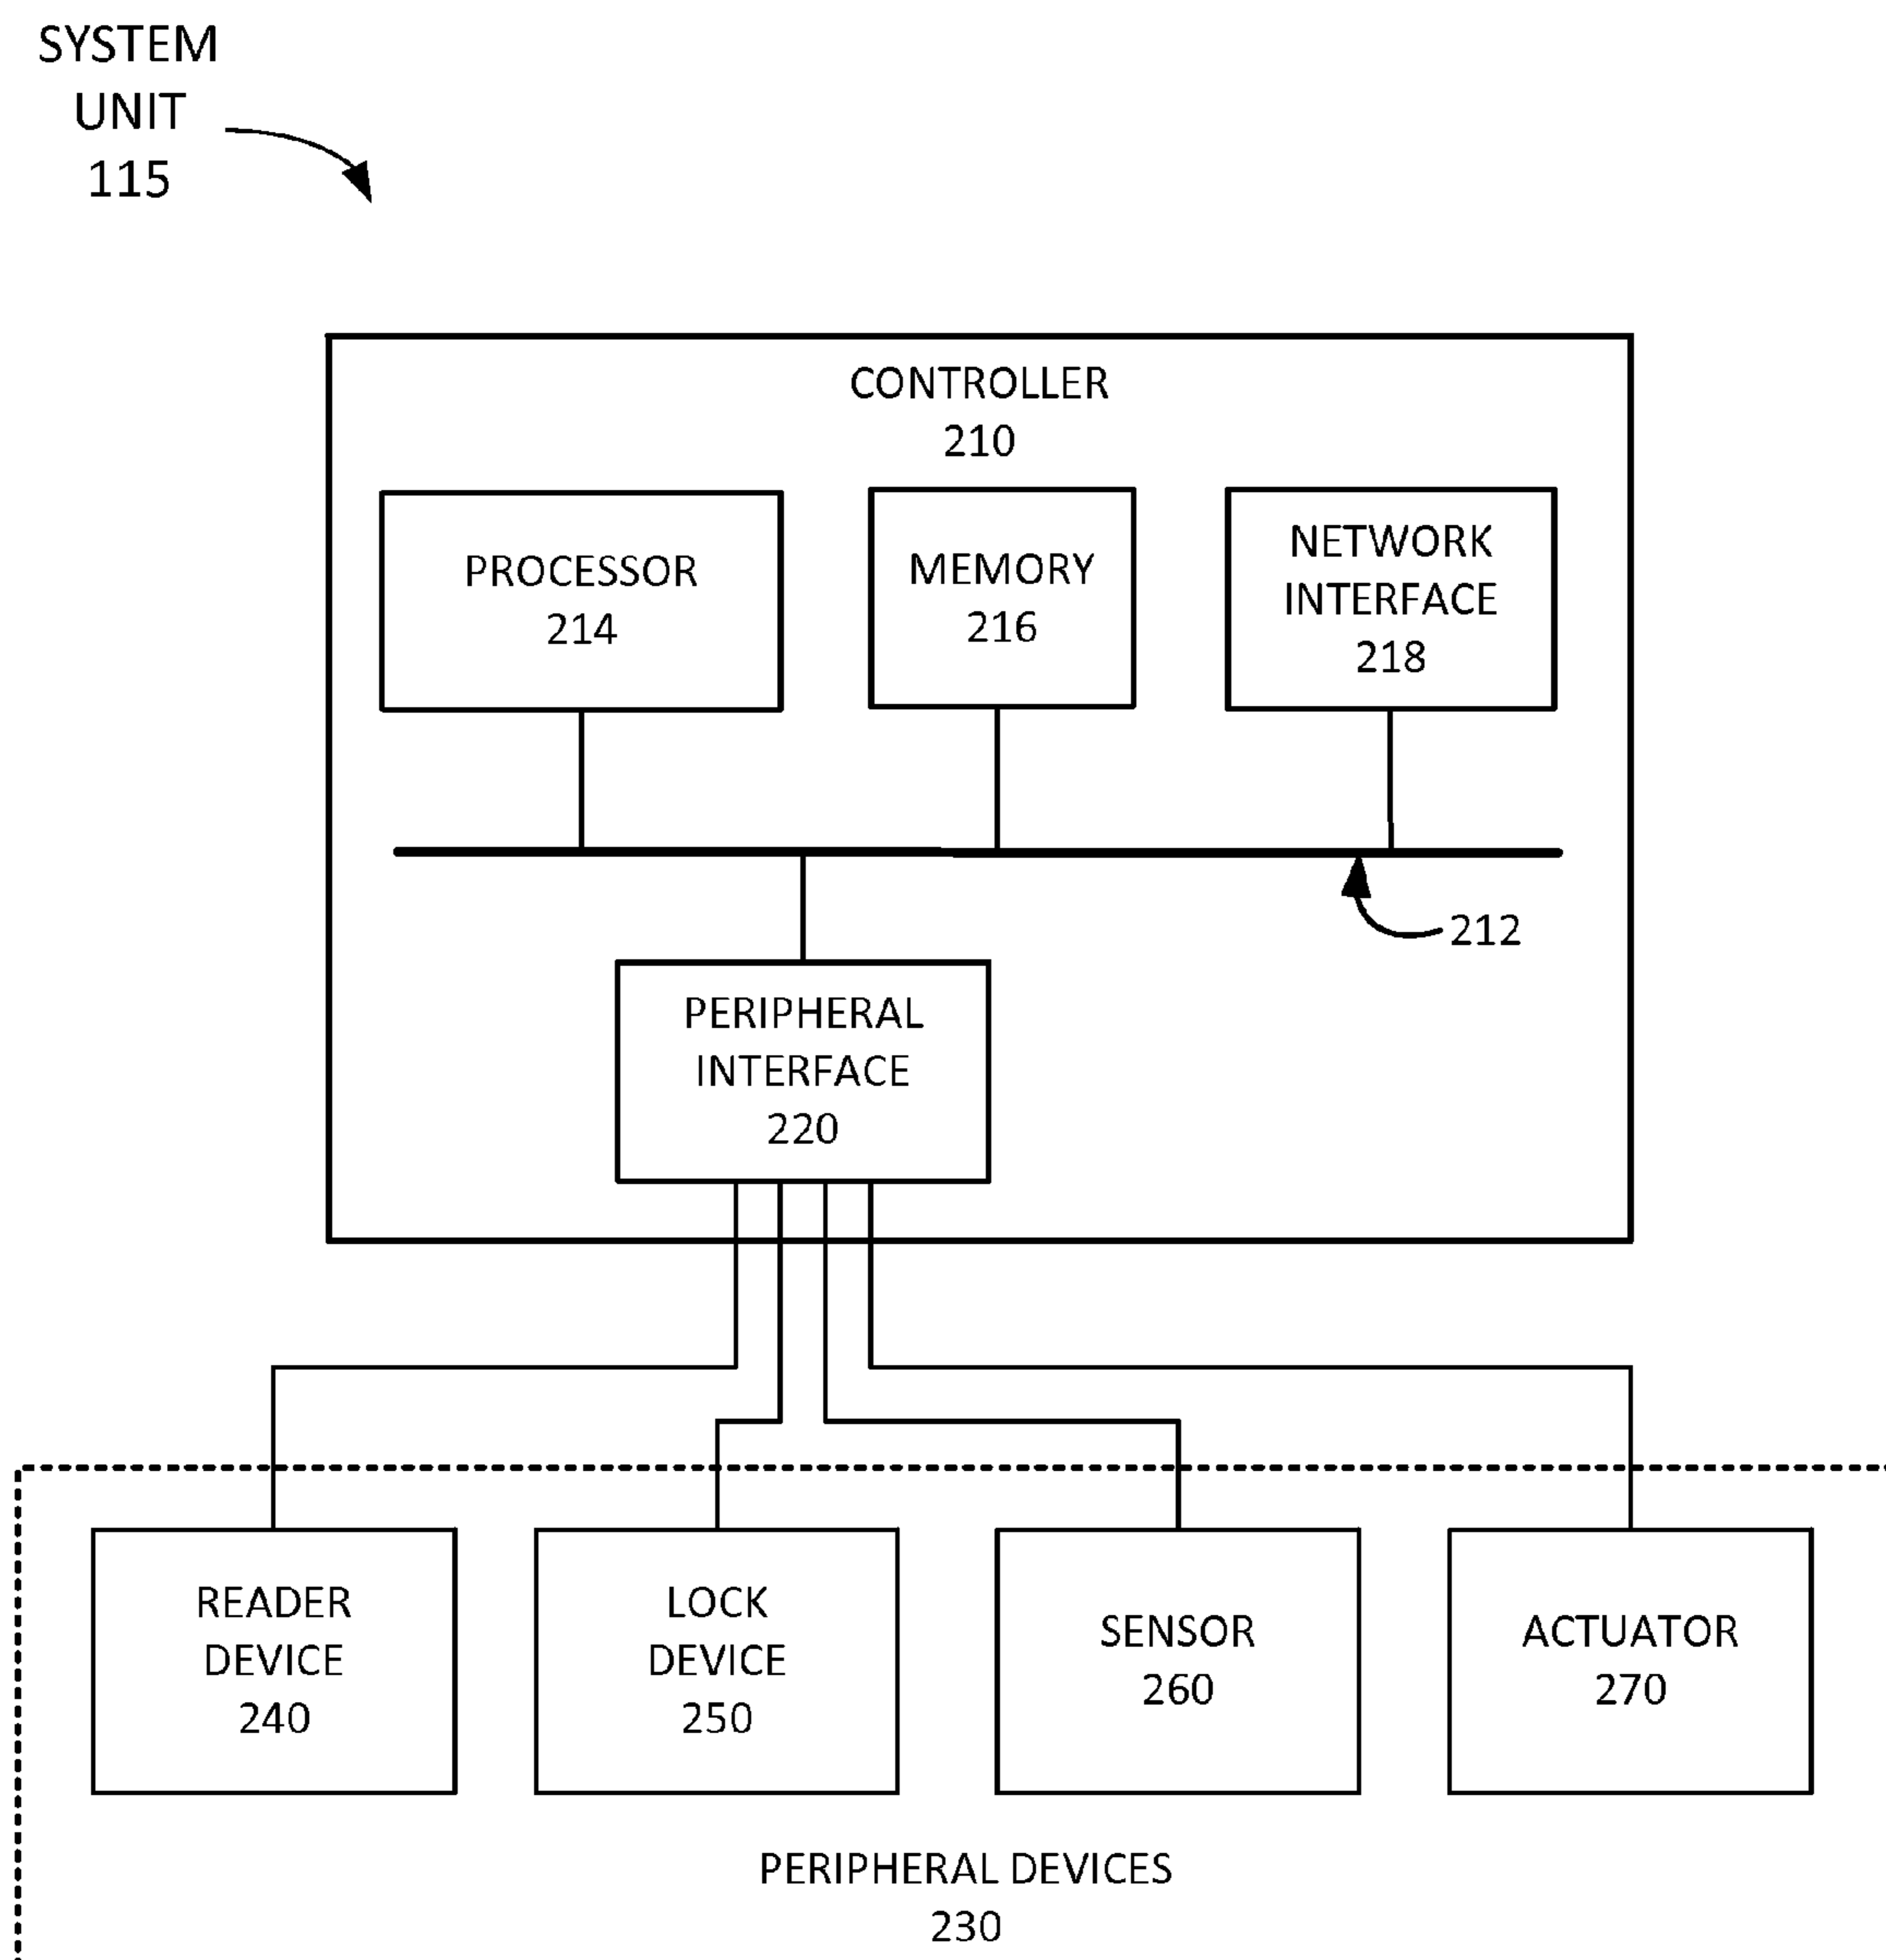 SYSTEM
UNIT
115
CONTROLLER
210
PROCESSOR
214
MEMORY
216
NETWORK
INTERFACE
218
212
PERIPHERAL
INTERFACE
220
READER
DEVICE
240
LOCK
DEVICE
250
SENSOR
260
ACTUATOR
270
PERIPHERAL DEVICES
230